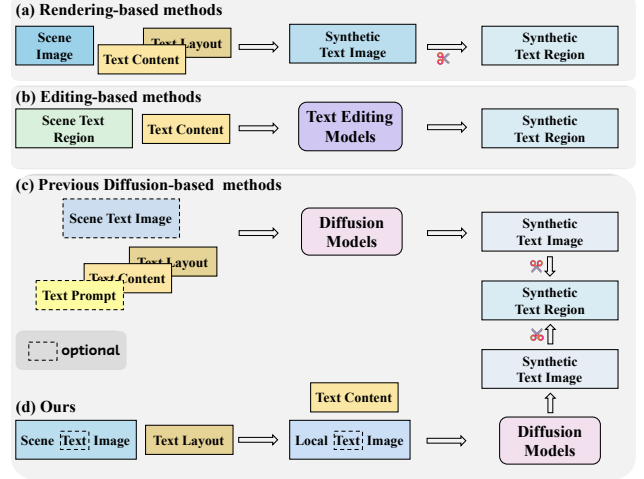 (a) Rendering-based methods
Scene
Image
Text Layout
Text Content
Synthetic
Text Image
Synthetic
Text Region
(b) Editing-based methods
Scene Text
Region
Text Content
Text Editing
Models
Synthetic
Text Region
(c) Previous Diffusion-based methods
Scene Text Image
Text Layout
Text Content
Text Prompt
Diffusion
Models
Synthetic
Text Image
Synthetic
Text Region
optional
Synthetic
Text Image
(d) Ours
Scene Text Image
Text Layout
Text Content
Local Text Image
Diffusion
Models